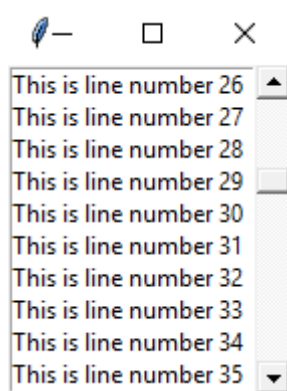 This is line number 26
This is line number 27
This is line number 28
This is line number 29
This is line number 30
This is line number 31
This is line number 32
This is line number 33
This is line number 34
This is line number 35